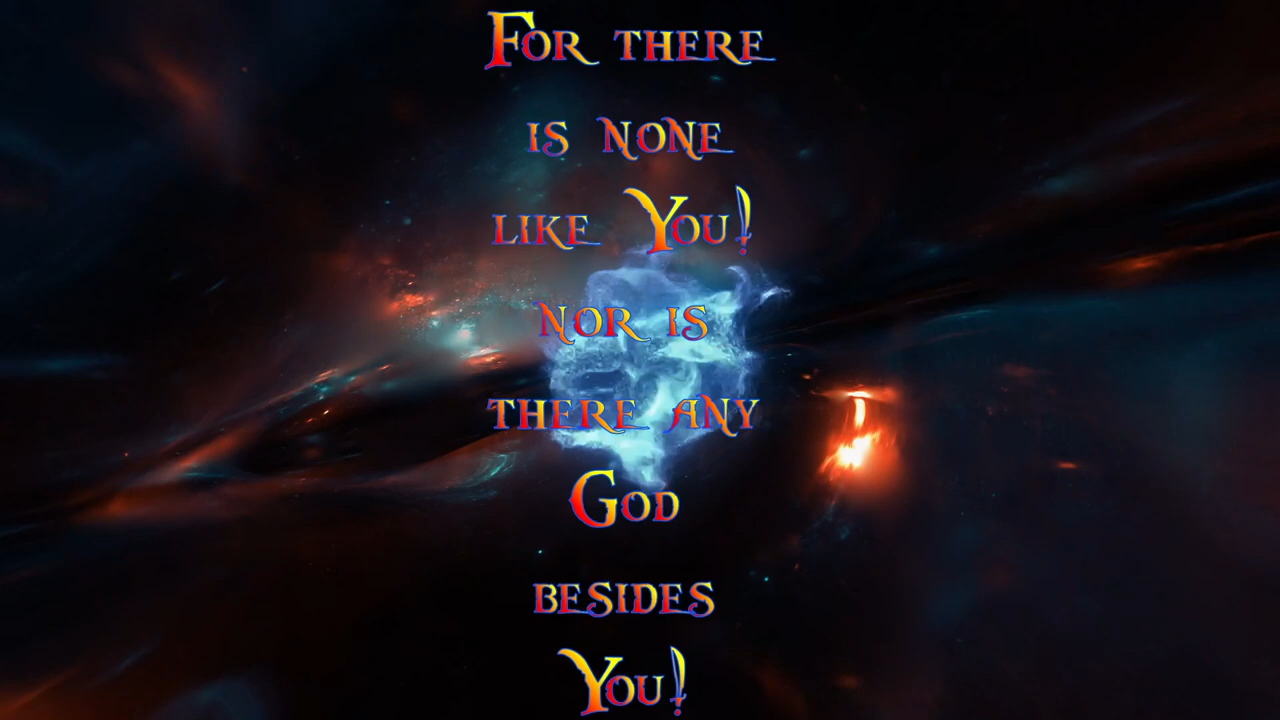 For there
is none
like You!
Nor is
there any
God
besides
You!